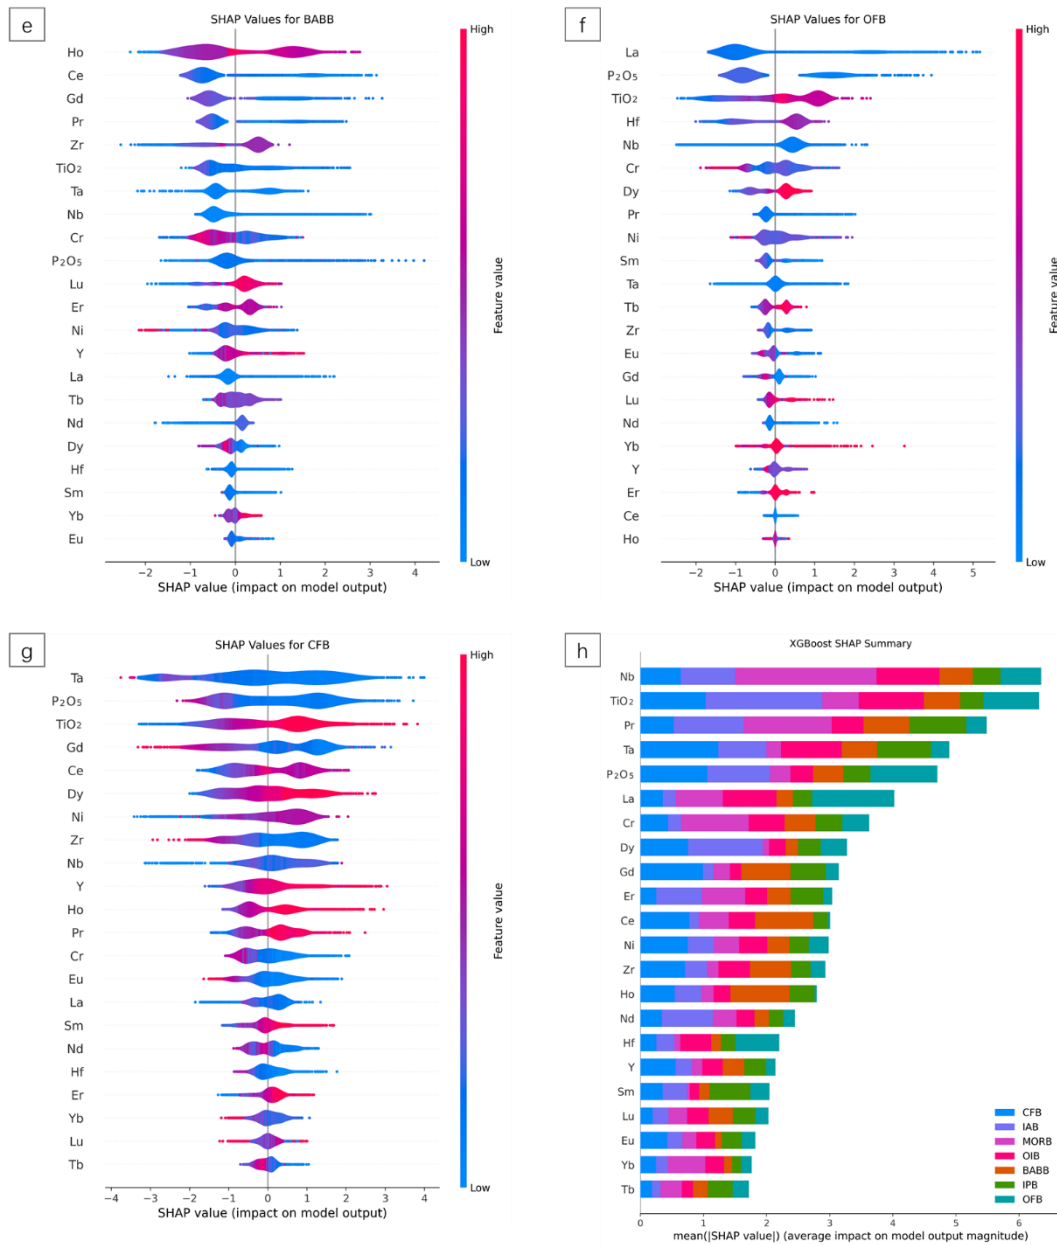 e
SHAP Values for BABB
High
Ho
Ce
Gd
Pr
Zr
TiO₂
Ta
Nb
Cr
P₂O₅
Lu
Er
Ni
Y
La
Tb
Nd
Dy
Hf
Sm
Yb
Eu
Feature value
Low
−2 −1 0 1 2 3 4
SHAP value (impact on model output)
f
SHAP Values for OFB
High
La
P₂O₅
TiO₂
Hf
Nb
Cr
Dy
Pr
Ni
Sm
Ta
Tb
Zr
Eu
Gd
Lu
Nd
Yb
Y
Er
Ce
Ho
Feature value
Low
−2 −1 0 1 2 3 4 5
SHAP value (impact on model output)
g
SHAP Values for CFB
High
Ta
P₂O₅
TiO₂
Gd
Ce
Dy
Ni
Zr
Nb
Y
Ho
Pr
Cr
Eu
La
Sm
Nd
Hf
Er
Yb
Lu
Tb
Feature value
Low
−4 −3 −2 −1 0 1 2 3 4
SHAP value (impact on model output)
h
XGBoost SHAP Summary
Nb
TiO₂
Pr
Ta
P₂O₅
La
Cr
Dy
Gd
Er
Ce
Ni
Zr
Ho
Nd
Hf
Y
Sm
Lu
Eu
Yb
Tb
CFB
IAB
MORB
OIB
BABB
IPB
OFB
0 1 2 3 4 5 6
mean(|SHAP value|) (average impact on model output magnitude)